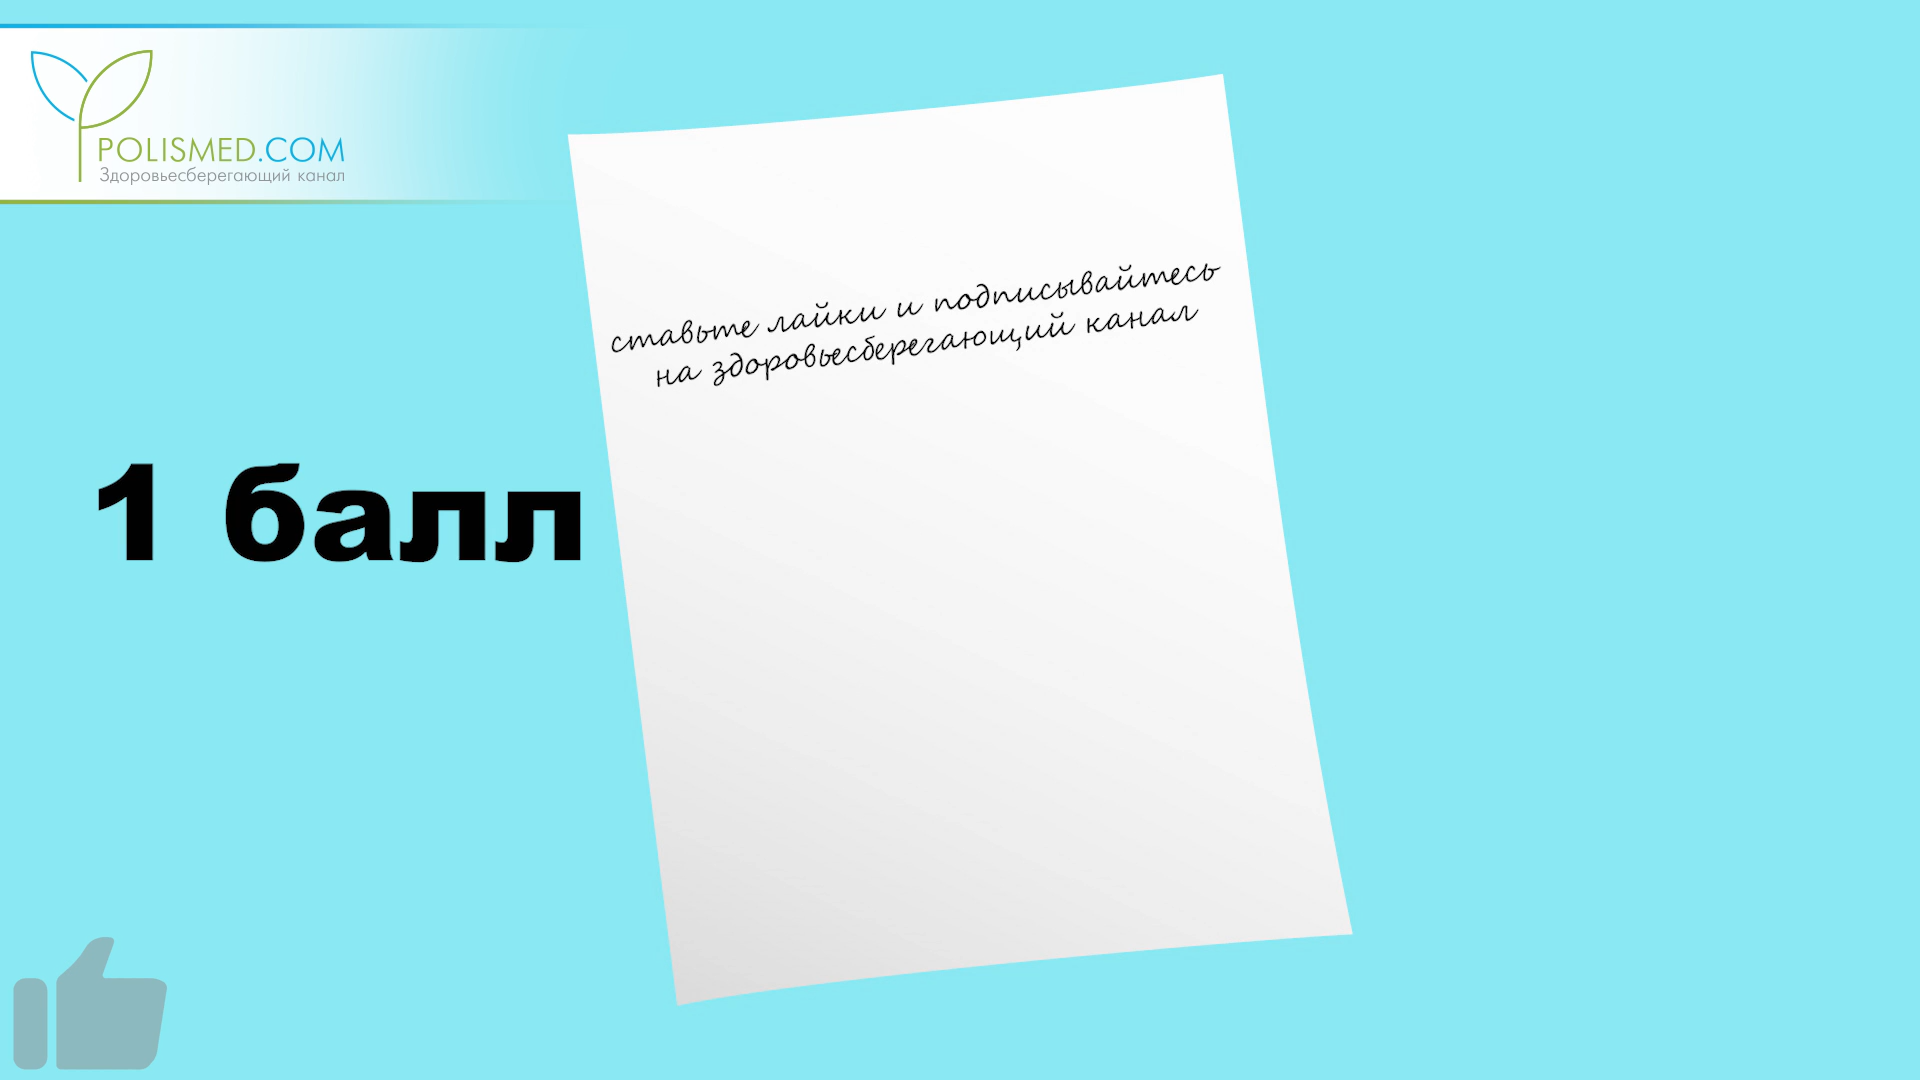 POLISMED.COM
Здоровьесберегающий канал
ставьте лайки и подписывайтесь
на здоровьесберегающий канал
1 балл